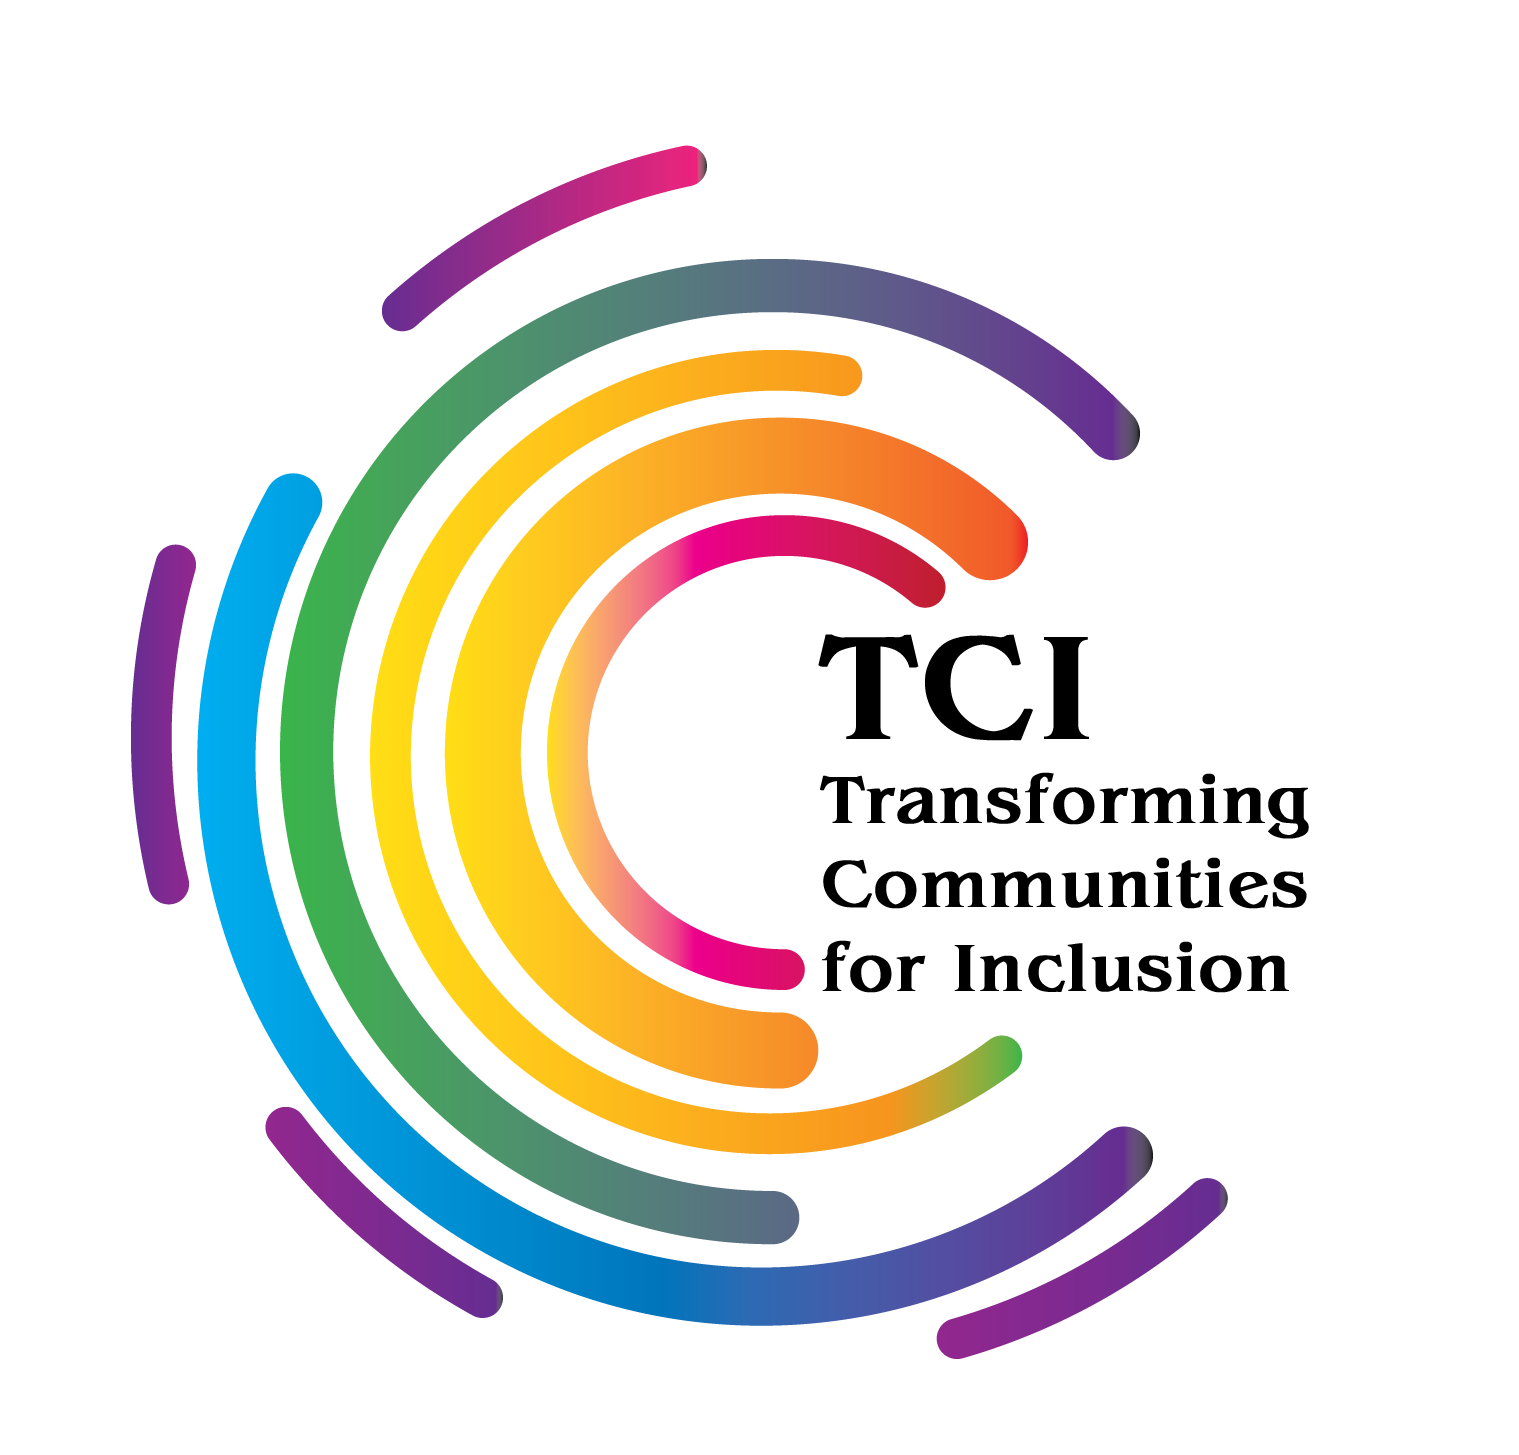 TCI
Transforming
Communities
for Inclusion